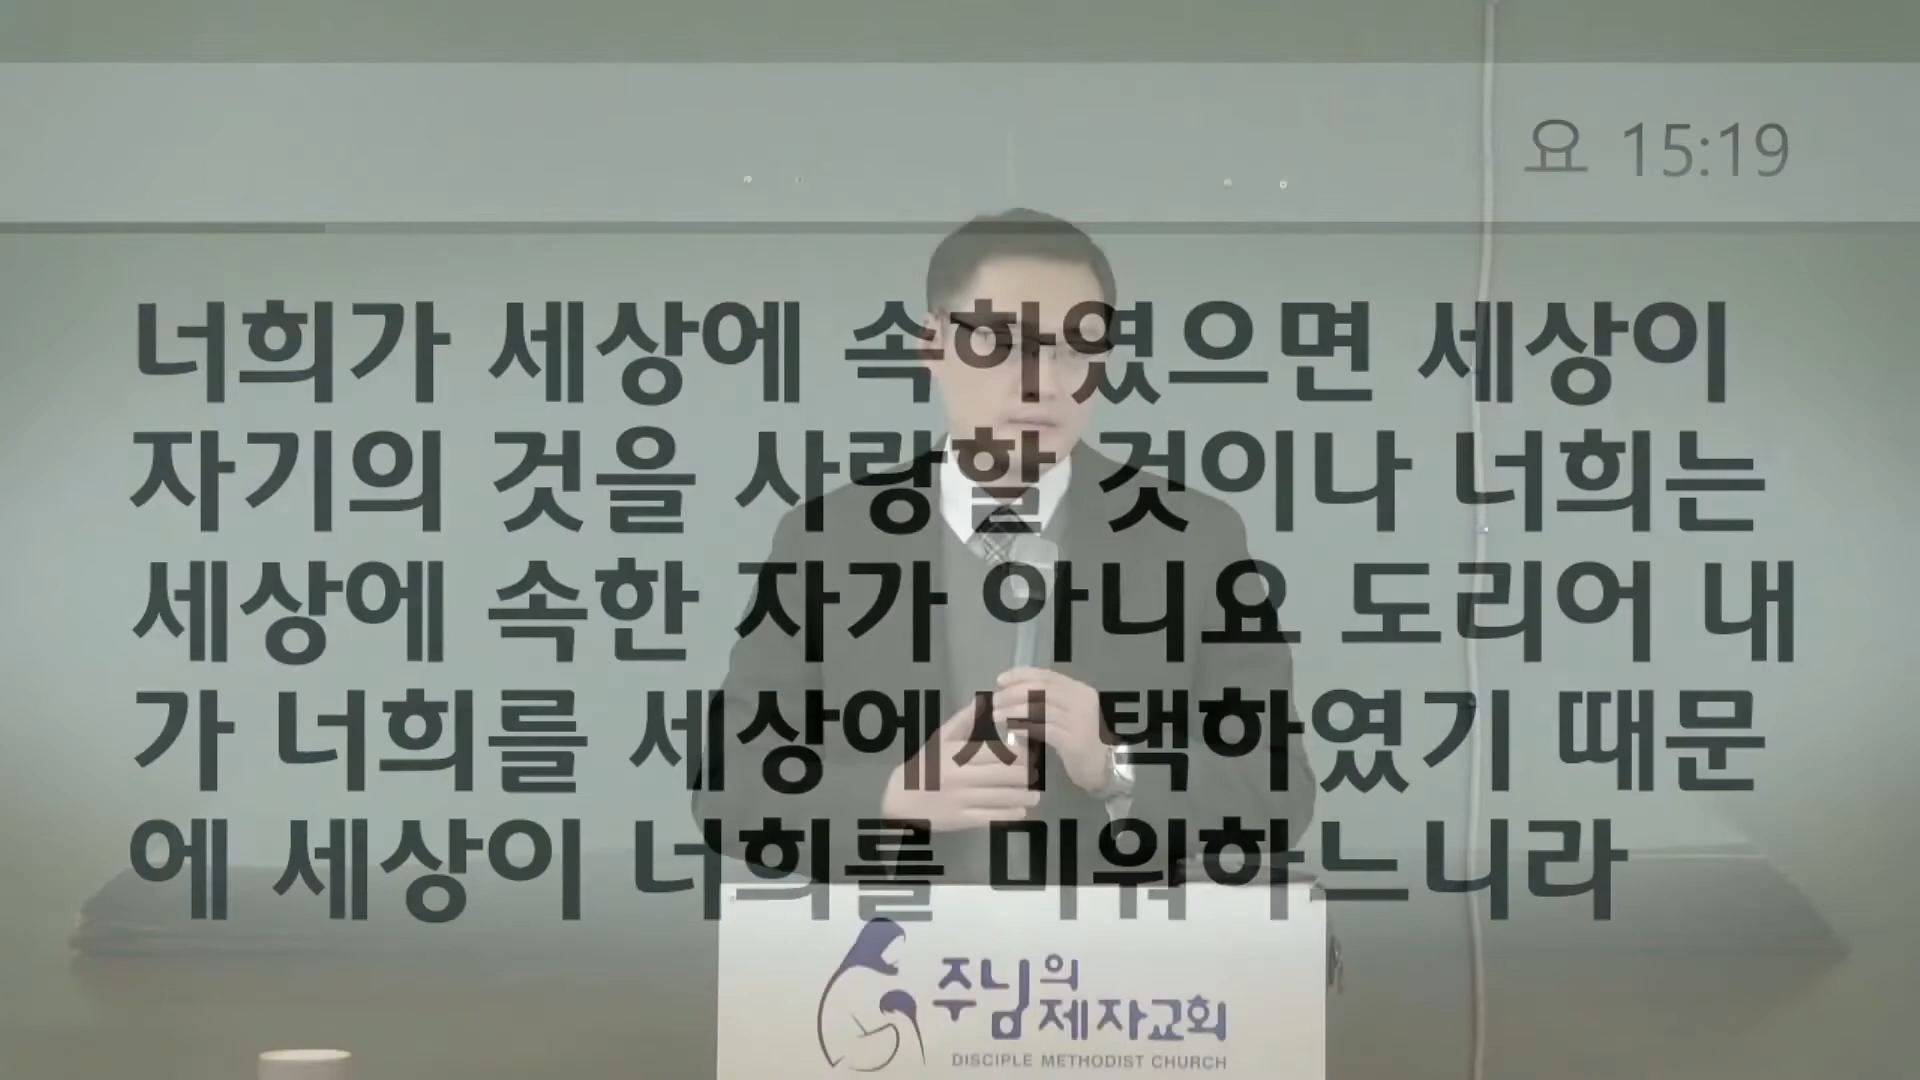 요 15:19
너희가 세상에 속하였으면 세상이
자기의 것을 사랑할 것이나 너희는
세상에 속한 자가 아니요 도리어 내
가 너희를 세상에서 택하였기 때문
에 세상이 너희를 미워하느니라
주님의
제자교회
DISCIPLE METHODIST CHURCH